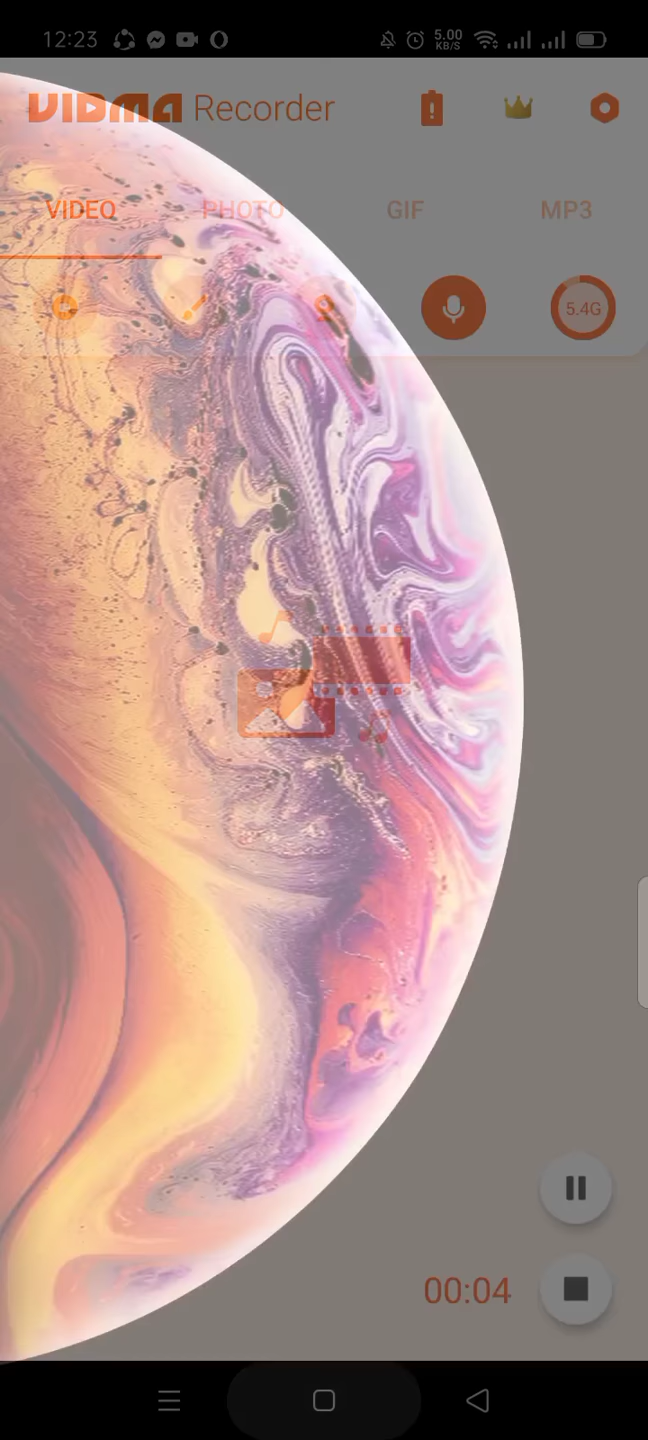 12:23 5.00 KB/S
VIDMA Recorder
VIDEO PHOTO GIF MP3
5.4G
00:04